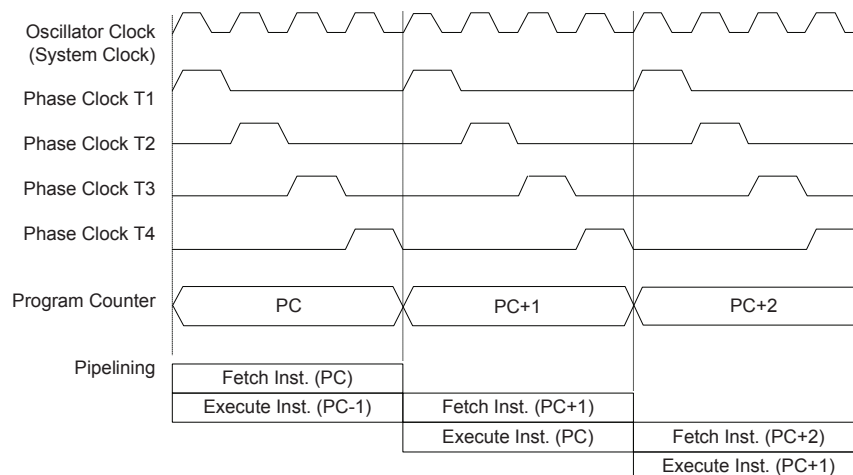 Oscillator Clock
(System Clock)
Phase Clock T1
Phase Clock T2
Phase Clock T3
Phase Clock T4
Program Counter
PC
PC+1
PC+2
Pipelining
Fetch Inst. (PC)
Execute Inst. (PC-1)
Fetch Inst. (PC+1)
Execute Inst. (PC)
Fetch Inst. (PC+2)
Execute Inst. (PC+1)